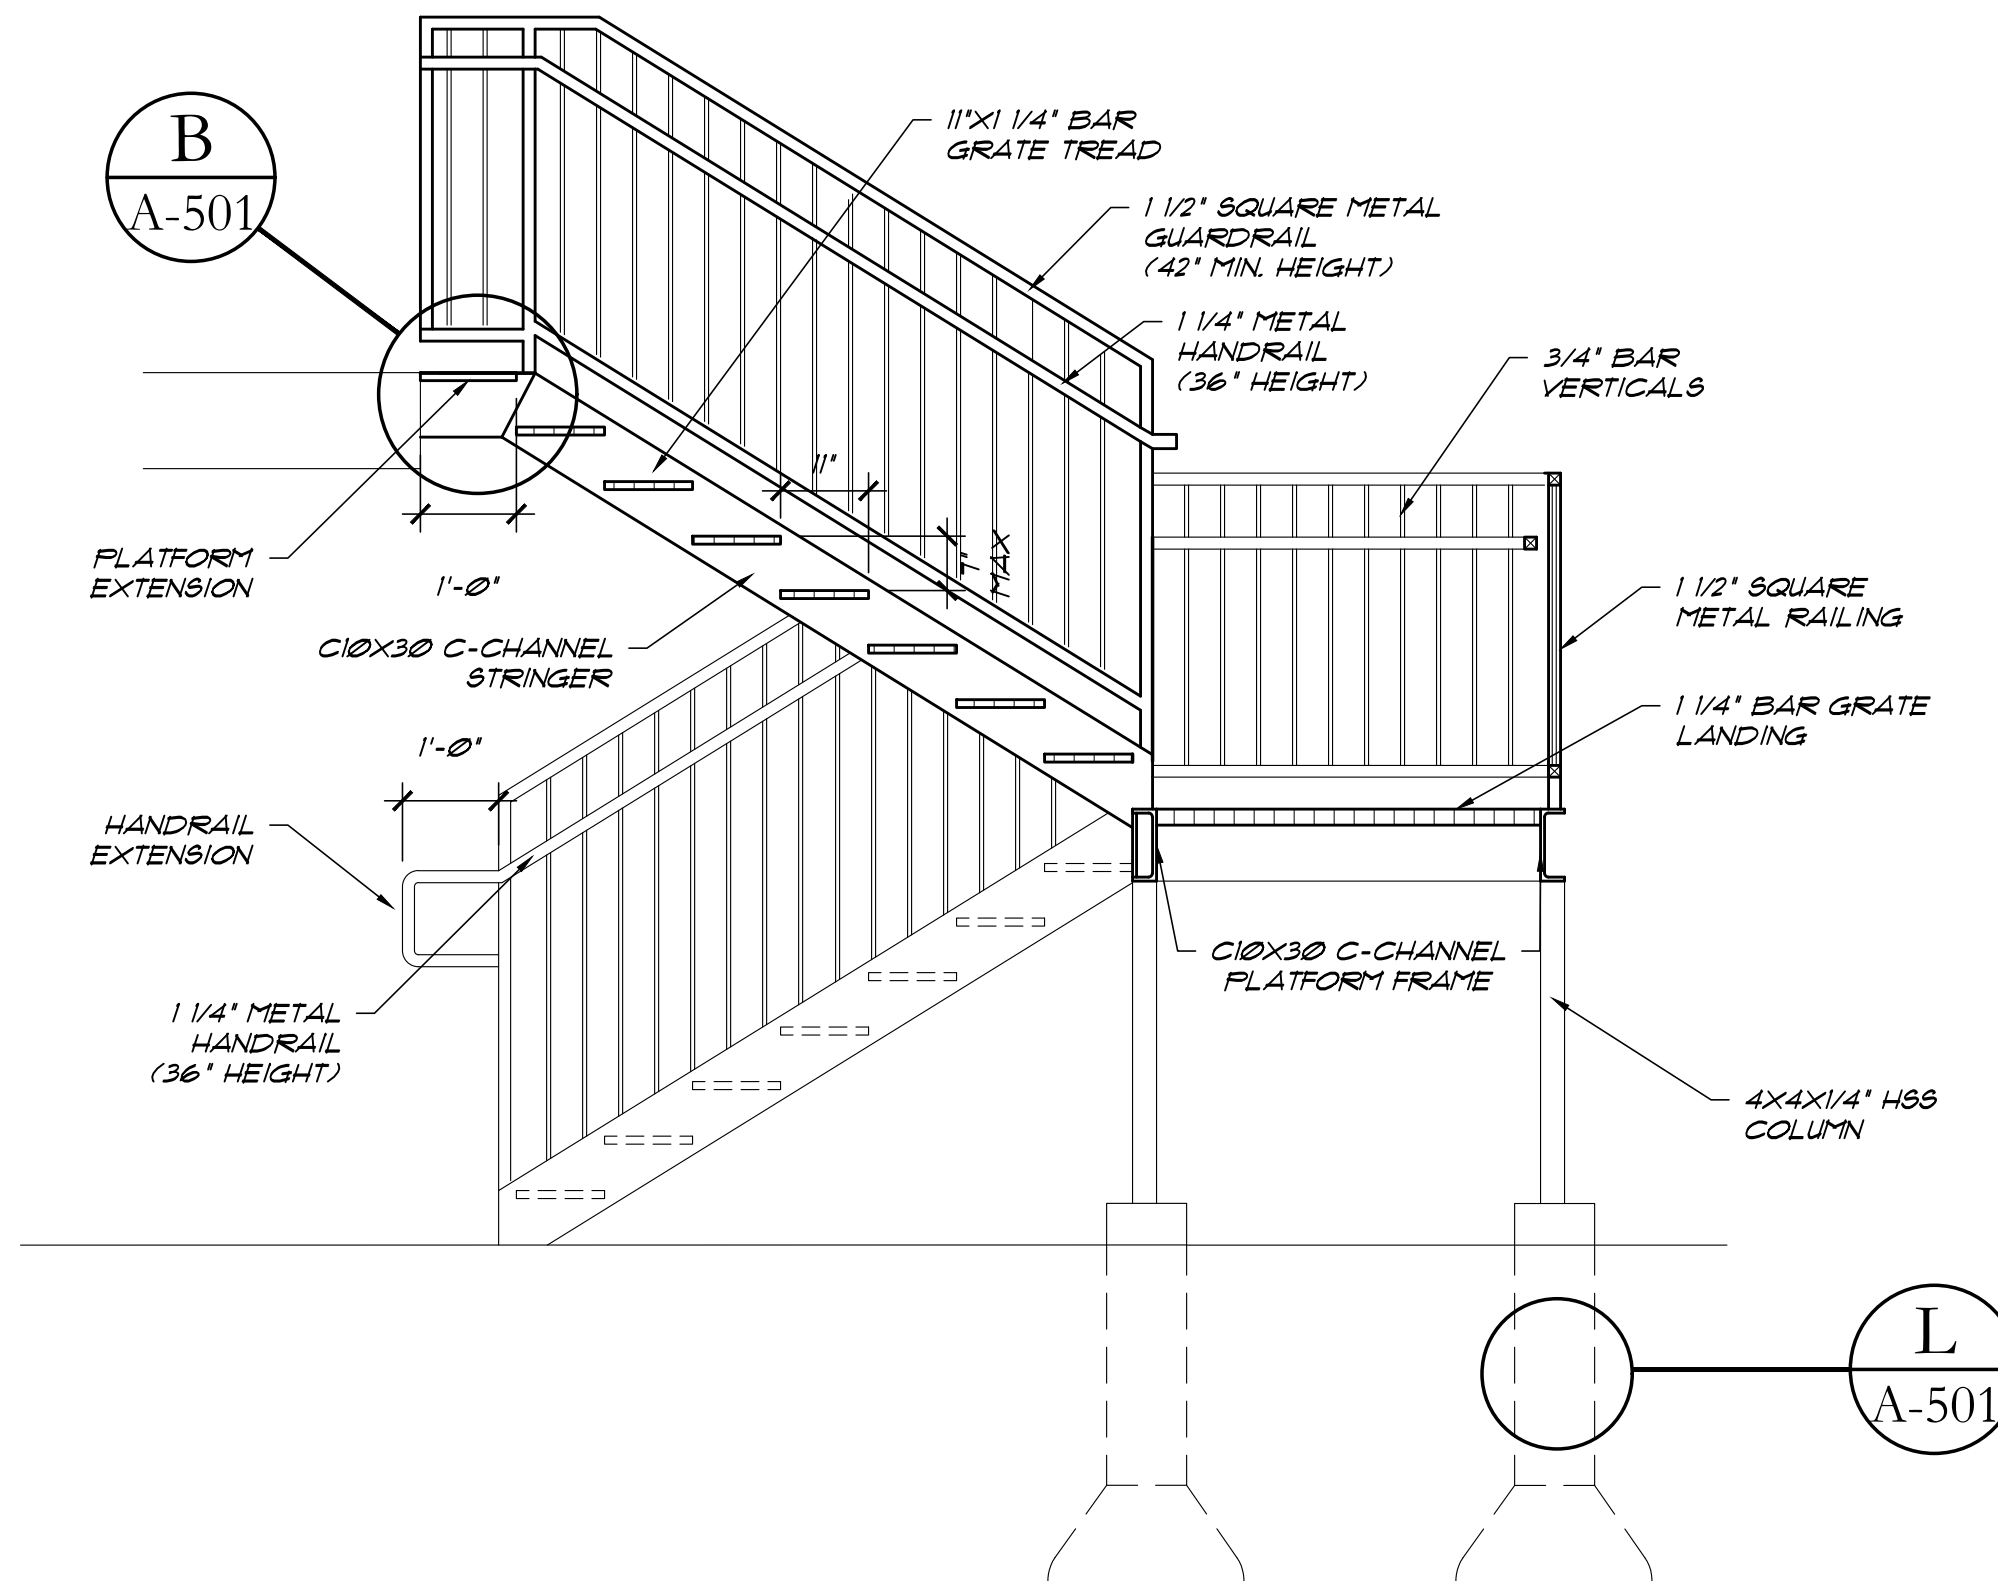 B
A-501
11"X1 1/4" BAR
GRATE TREAD
1 1/2" SQUARE METAL
GUARDRAIL
(42" MIN. HEIGHT)
1 1/4" METAL
HANDRAIL
(36" HEIGHT)
3/4" BAR
VERTICALS
11"
7"
MAX
PLATFORM
EXTENSION
1'-0"
C10X30 C-CHANNEL
STRINGER
1 1/2" SQUARE
METAL RAILING
1 1/4" BAR GRATE
LANDING
1'-0"
HANDRAIL
EXTENSION
C10X30 C-CHANNEL
PLATFORM FRAME
1 1/4" METAL
HANDRAIL
(36" HEIGHT)
4X4X1/4" HSS
COLUMN
L
A-501